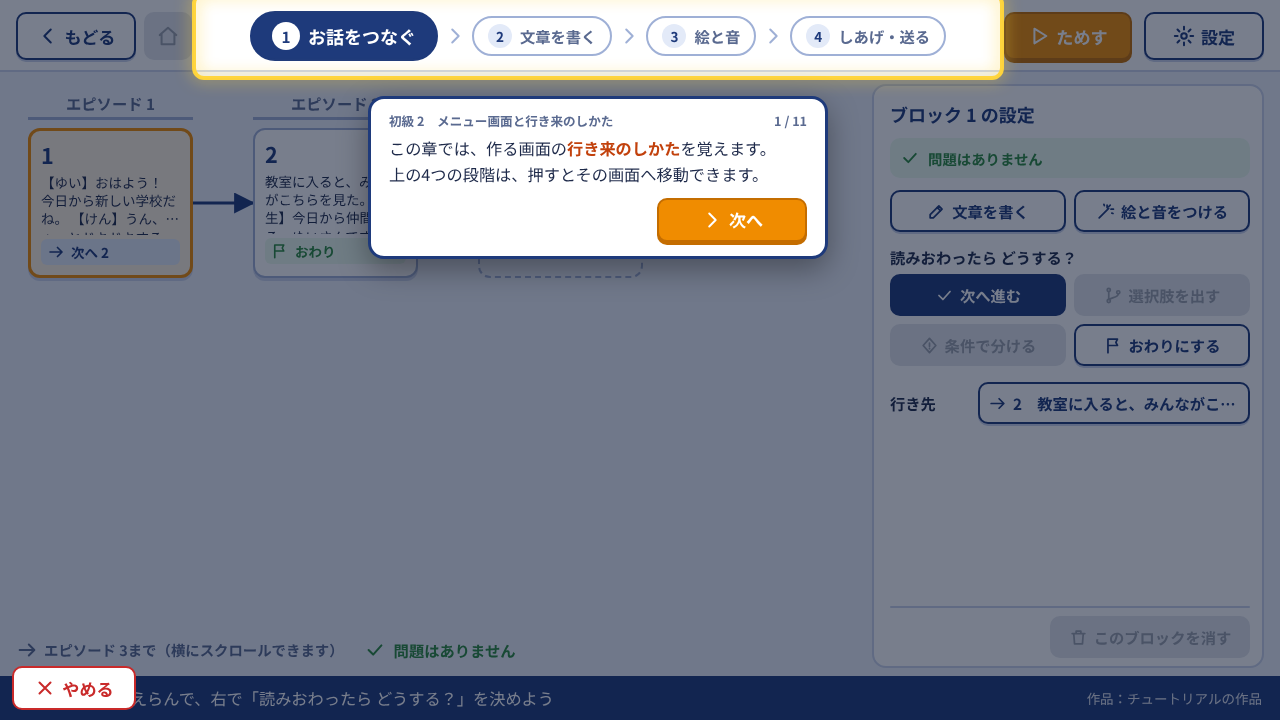 もどる
1 お話をつなぐ
2 文章を書く
3 絵と音
4 しあげ・送る
ためす
設定
初級 2 メニュー画面と行き来のしかた
1 / 11
この章では、作る画面の行き来のしかたを覚えます。
上の4つの段階は、押すとその画面へ移動できます。
次へ
エピソード 1
1
【ゆい】おはよう！
今日から新しい学校だ
ね。 【けん】うん、…
次へ 2
エピソード
2
教室に入ると、み
がこちらを見た。
生】今日から仲間
おわり
ブロック 1 の設定
問題はありません
文章を書く
絵と音をつける
読みおわったら どうする？
次へ進む
選択肢を出す
条件で分ける
おわりにする
行き先
2 教室に入ると、みんながこ…
このブロックを消す
エピソード 3まで（横にスクロールできます）
問題はありません
やめる
えらんで、右で「読みおわったら どうする？」を決めよう
作品：チュートリアルの作品